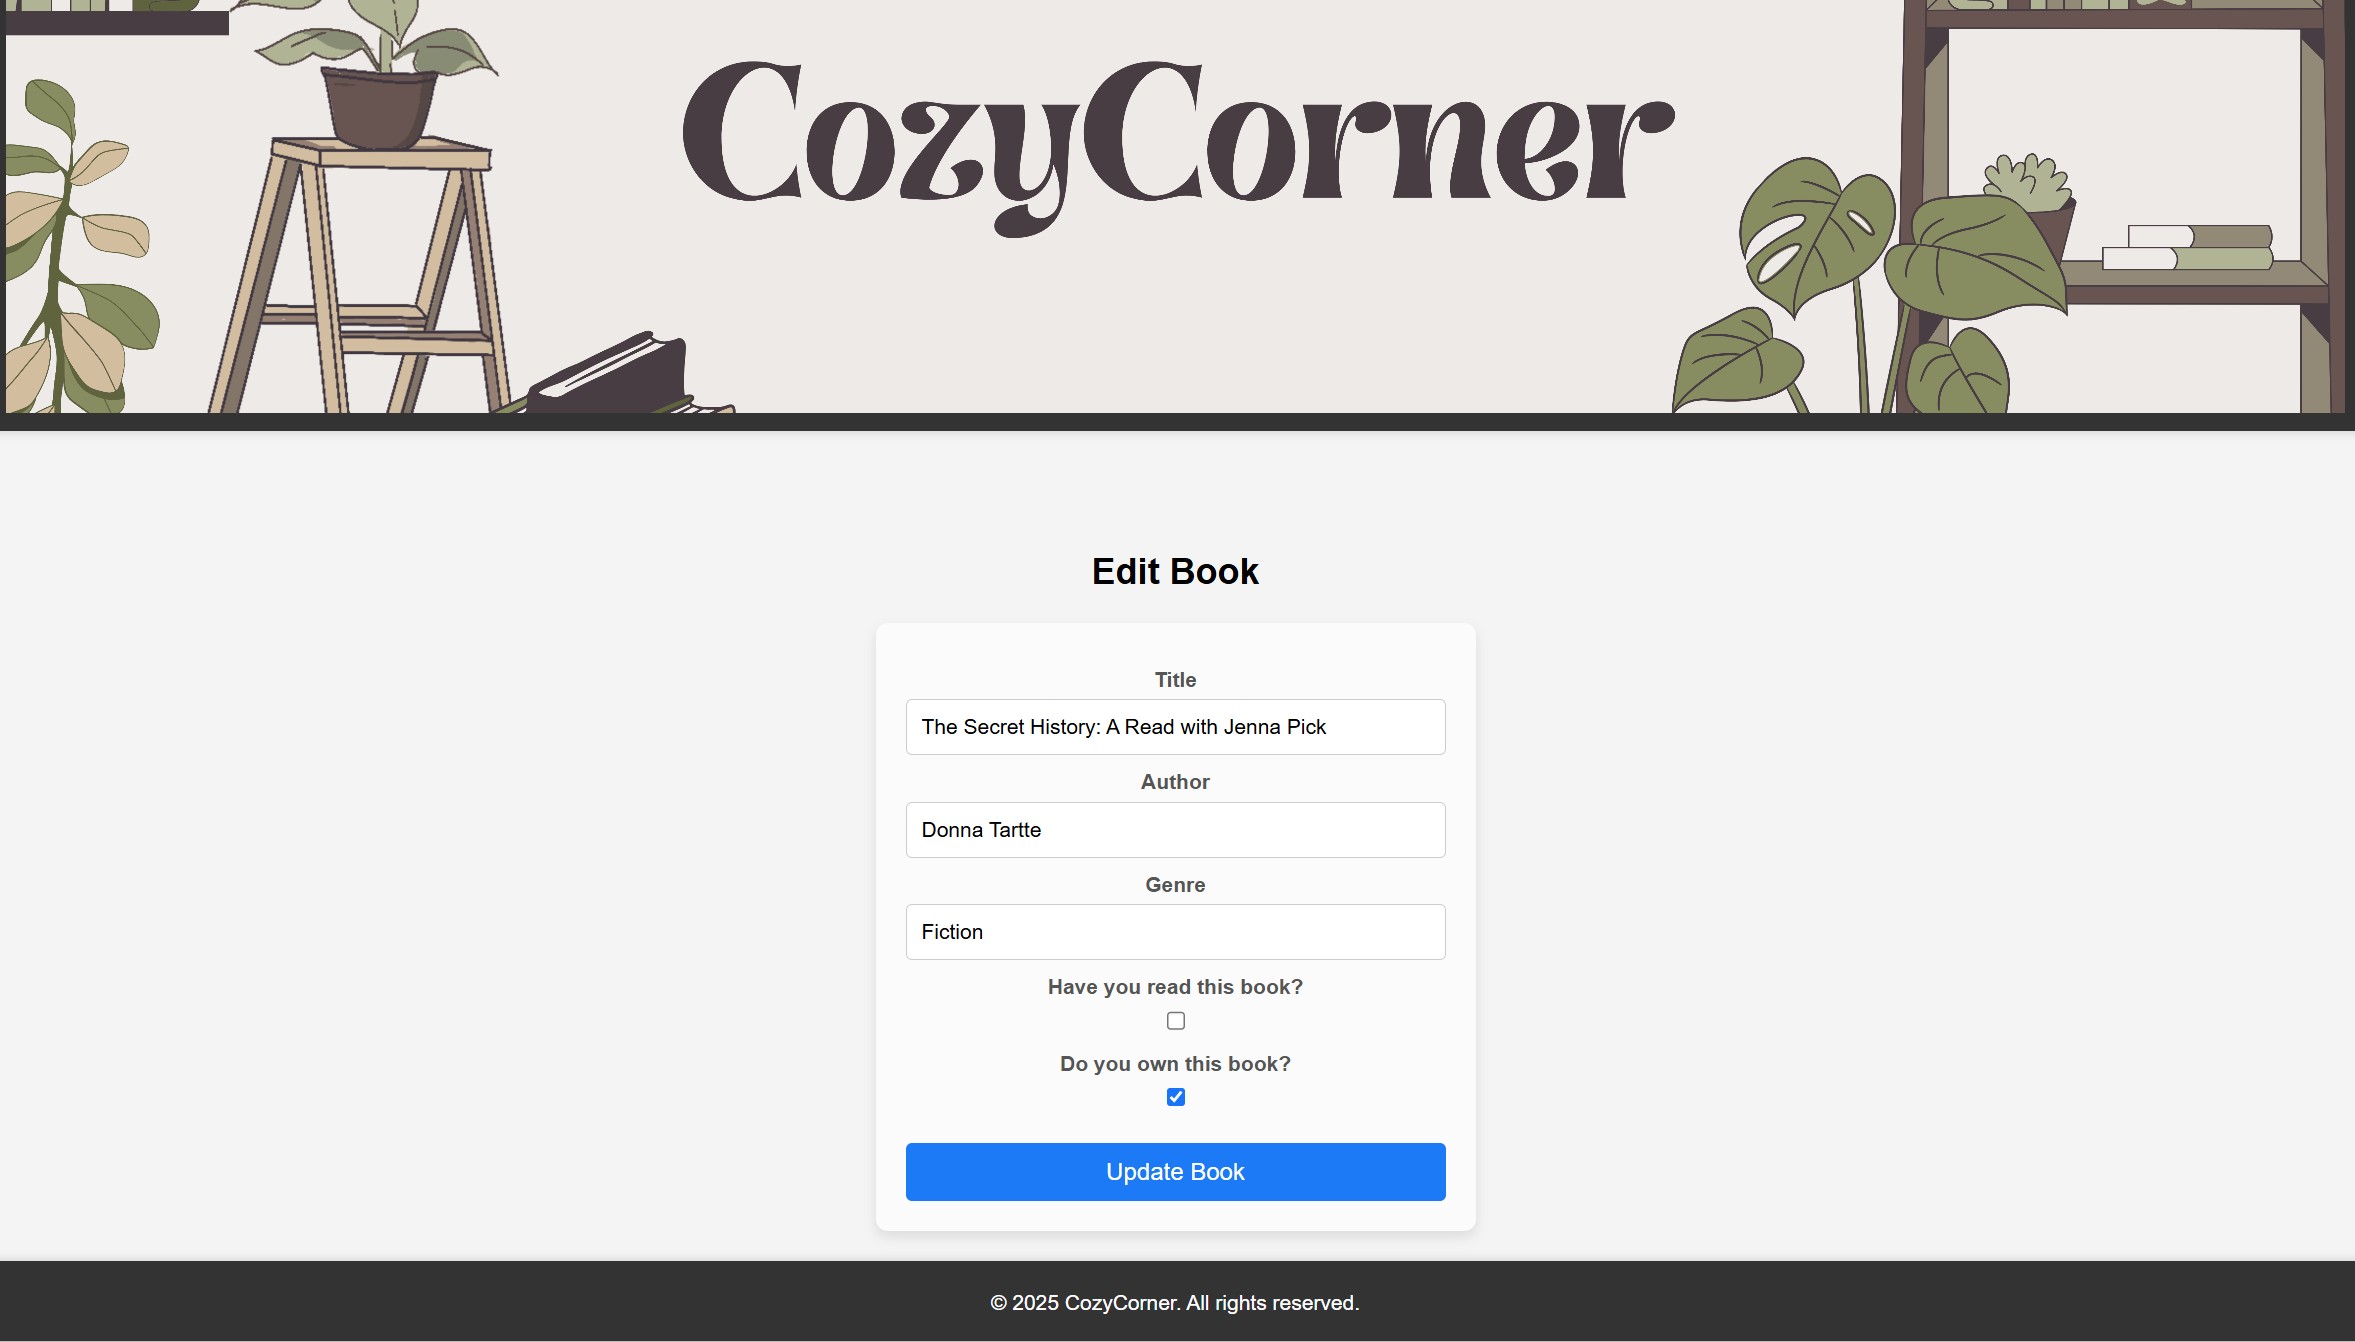 CozyCorner
Edit Book
Title
The Secret History: A Read with Jenna Pick
Author
Donna Tartte
Genre
Fiction
Have you read this book?
Do you own this book?
Update Book
© 2025 CozyCorner. All rights reserved.